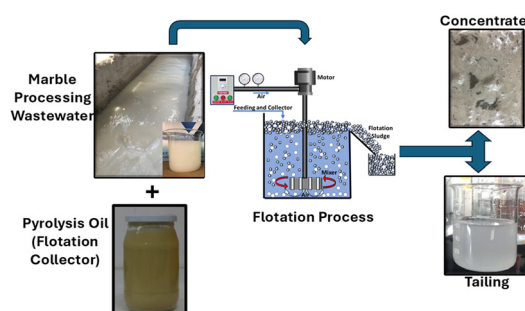 Concentrate
Marble
Processing
Wastewater
Motor
Air
Feeding and Collector
Flotation
Sludge
Mixer
Air
+
Pyrolysis Oil
(Flotation
Collector)
Flotation Process
Tailing